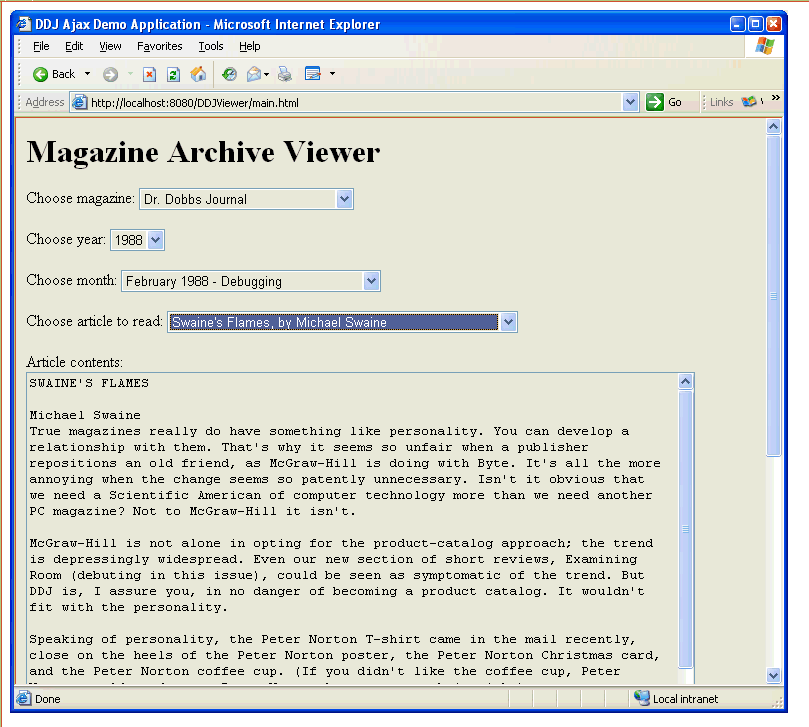 DDJ Ajax Demo Application - Microsoft Internet Explorer
File Edit View Favorites Tools Help
Back
Address http://localhost:8080/DDJViewer/main.html Go Links »
Magazine Archive Viewer
Choose magazine: Dr. Dobbs Journal
Choose year: 1988
Choose month: February 1988 - Debugging
Choose article to read: Swaine's Flames, by Michael Swaine
Article contents:
SWAINE'S FLAMES
Michael Swaine
True magazines really do have something like personality. You can develop a
relationship with them. That's why it seems so unfair when a publisher
repositions an old friend, as McGraw-Hill is doing with Byte. It's all the more
annoying when the change seems so patently unnecessary. Isn't it obvious that
we need a Scientific American of computer technology more than we need another
PC magazine? Not to McGraw-Hill it isn't.
McGraw-Hill is not alone in opting for the product-catalog approach; the trend
is depressingly widespread. Even our new section of short reviews, Examining
Room (debuting in this issue), could be seen as symptomatic of the trend. But
DDJ is, I assure you, in no danger of becoming a product catalog. It wouldn't
fit with the personality.
Speaking of personality, the Peter Norton T-shirt came in the mail recently,
close on the heels of the Peter Norton poster, the Peter Norton Christmas card,
and the Peter Norton coffee cup. (If you didn't like the coffee cup, Peter
Done Local intranet